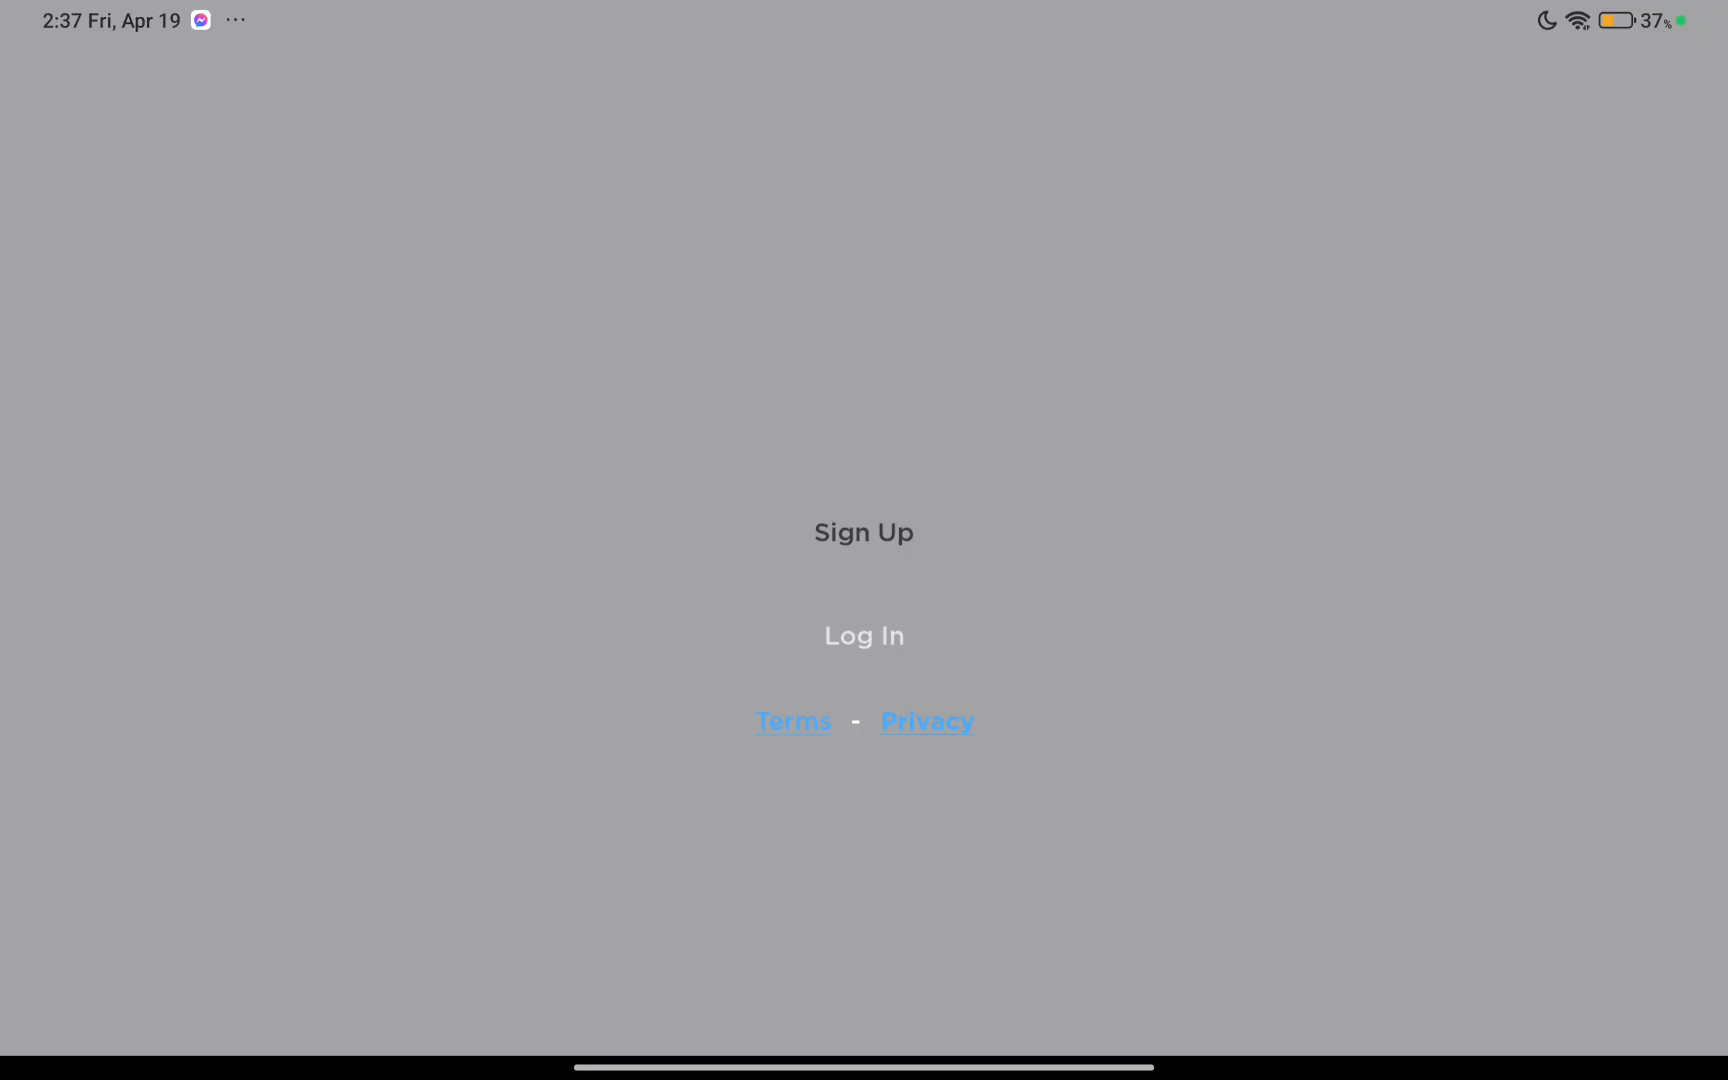 2:37 Fri, Apr 19 ···
37%
Sign Up
Log In
Terms - Privacy